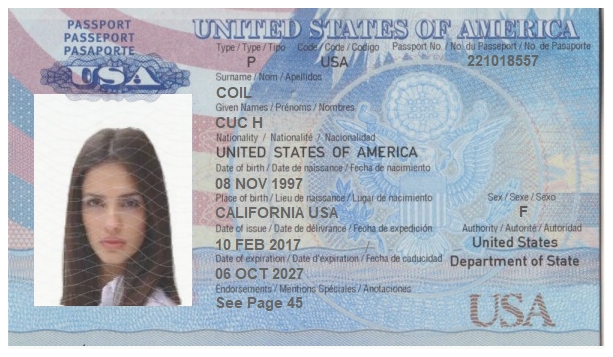 PASSPORT
PASSEPORT
PASAPORTE
USA
UNITED STATES OF AMERICA
Type / Type / Tipo Code / Code / Codigo Passport No. / No. du Passeport / No. de Pasaporte
P USA 221018557
Surname / Nom / Apellidos
COIL
Given Names / Prénoms / Nombres
CUC H
Nationality / Nationalité / Nacionalidad
UNITED STATES OF AMERICA
Date of birth / Date de naissance / Fecha de nacimiento
08 NOV 1997
Place of birth / Lieu de naissance / Lugar de nacimiento Sex / Sexe / Sexo
CALIFORNIA USA F
Date of issue / Date de délivrance / Fecha de expedición Authority / Autorité / Autoridad
10 FEB 2017 United States
Date of expiration / Date d'expiration / Fecha de caducidad Department of State
06 OCT 2027
Endorsements / Mentions Spéciales / Anotaciones
See Page 45
USA